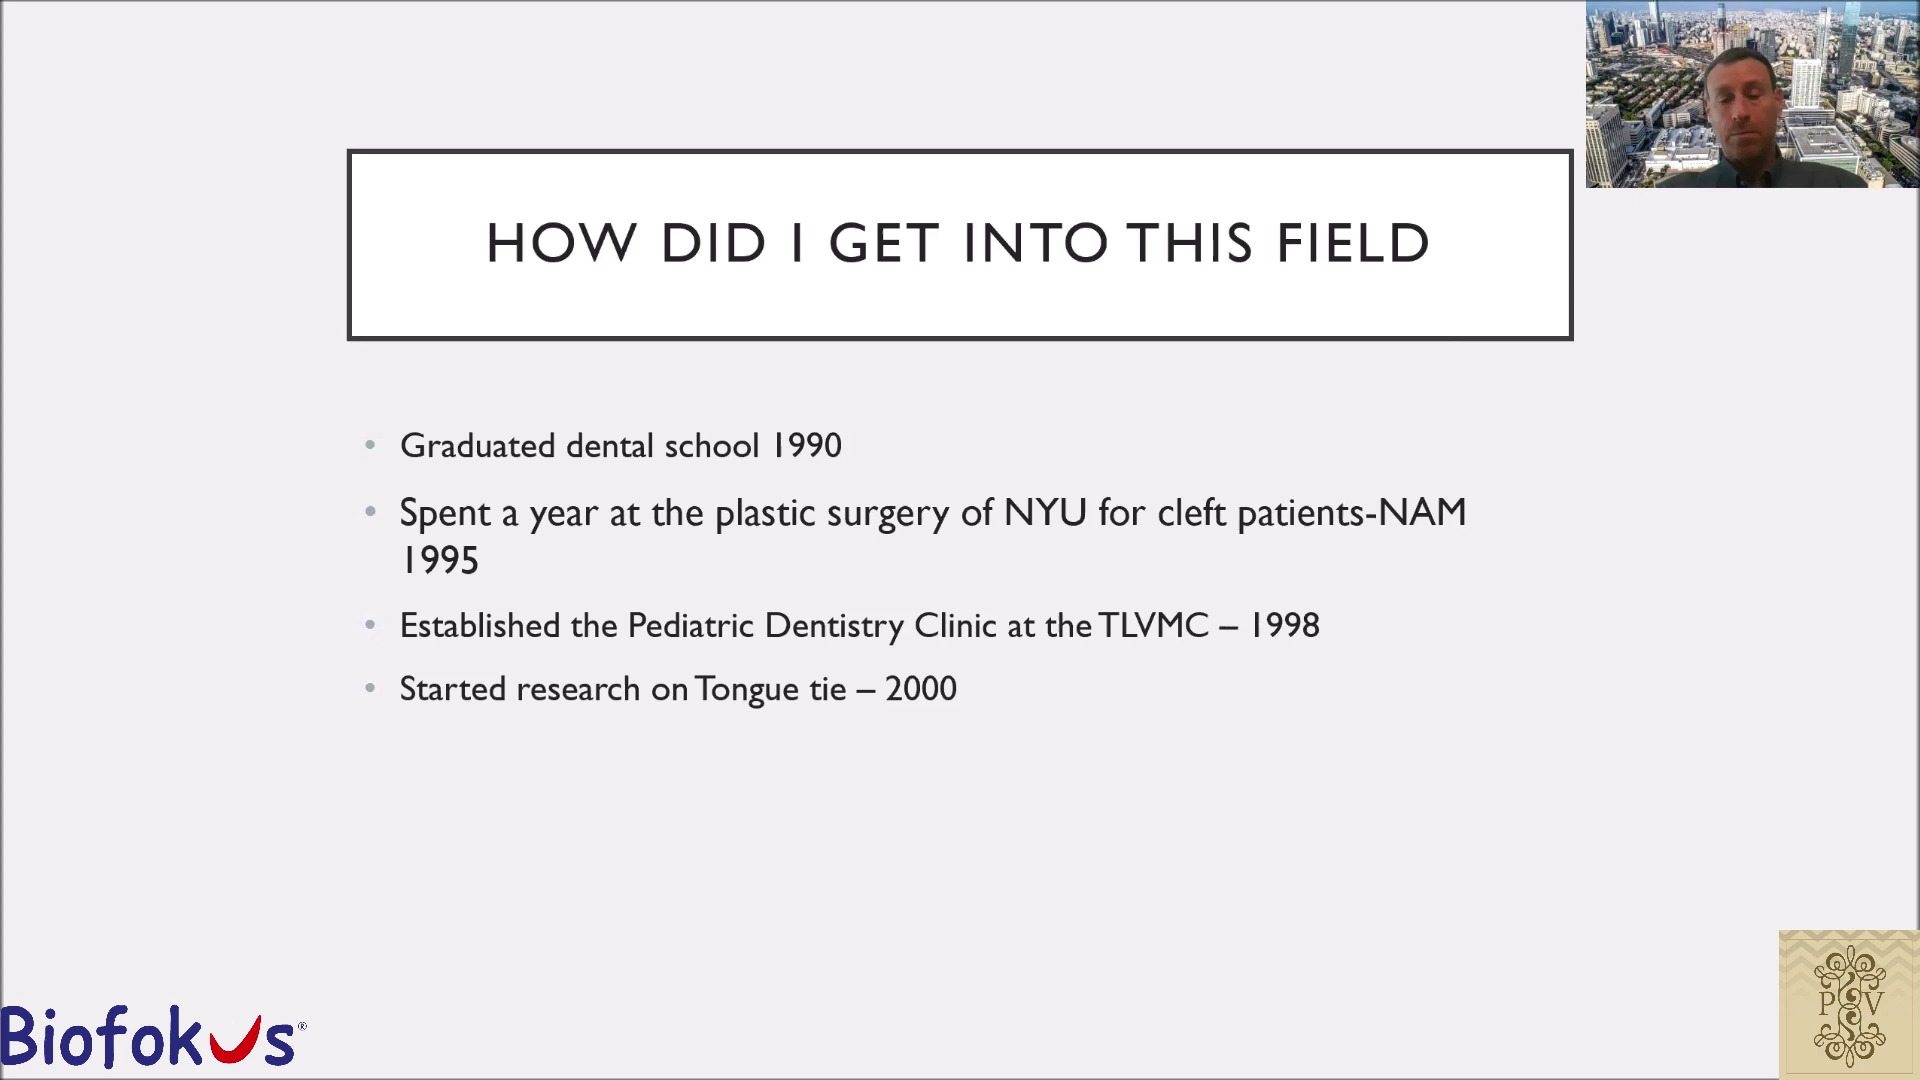 HOW DID I GET INTO THIS FIELD
• Graduated dental school 1990
• Spent a year at the plastic surgery of NYU for cleft patients-NAM
1995
• Established the Pediatric Dentistry Clinic at the TLVMC – 1998
• Started research on Tongue tie – 2000
Biofokus®
P V